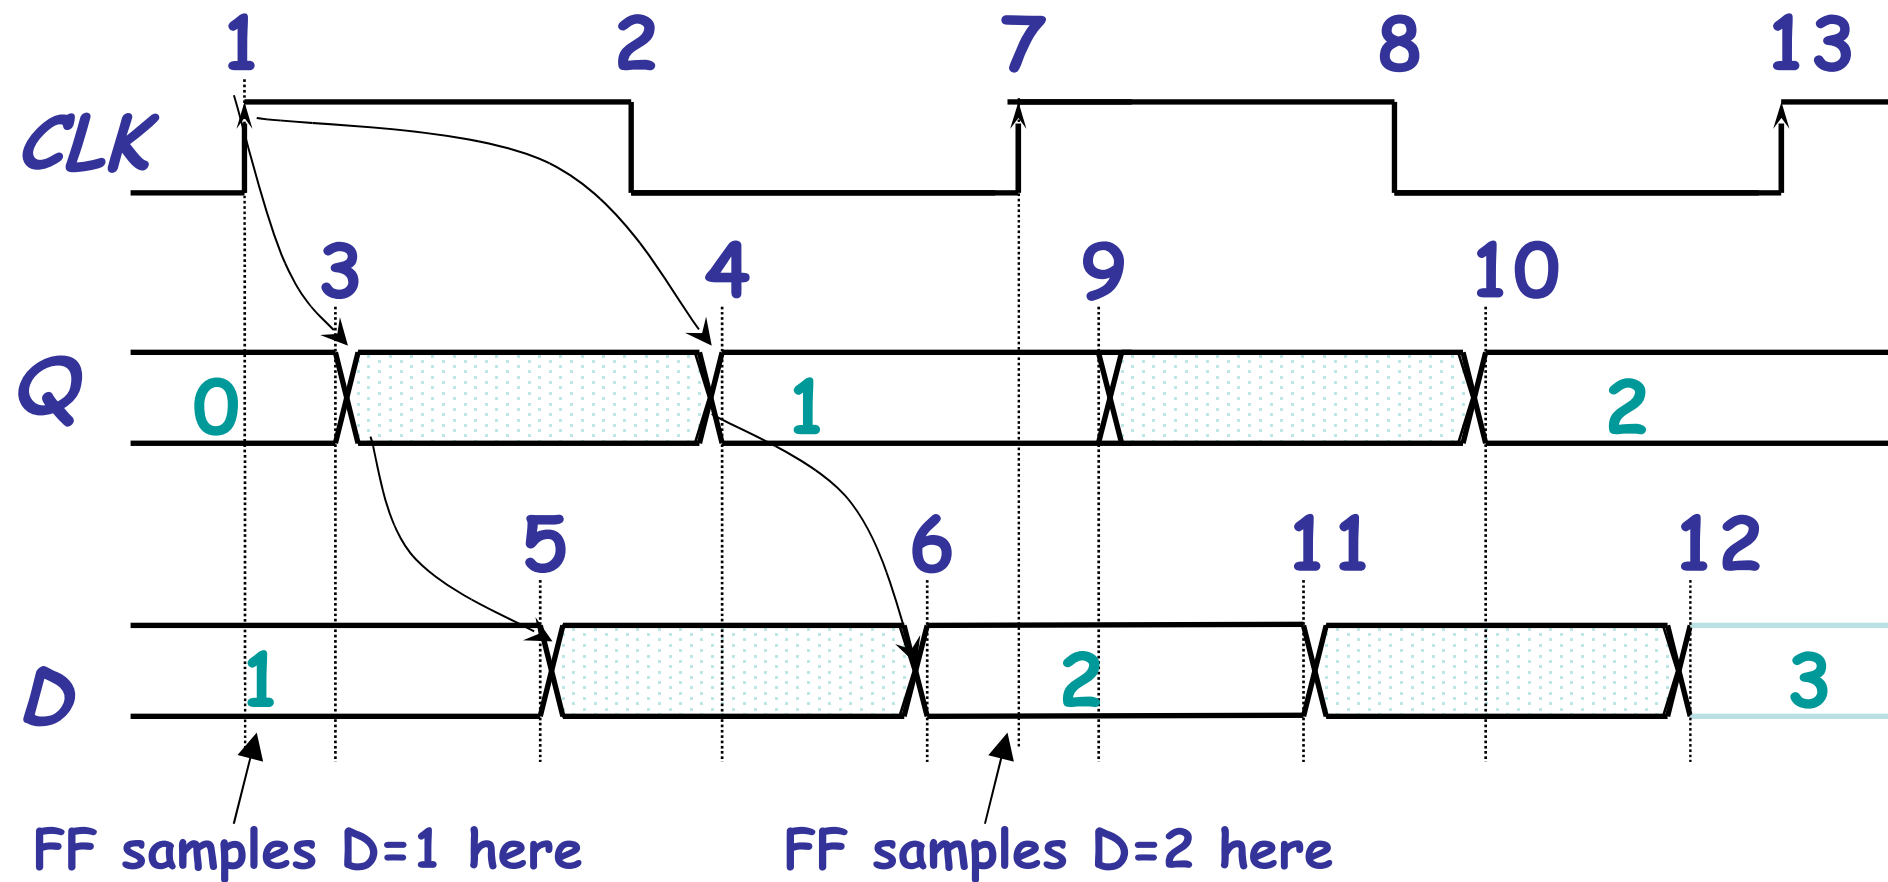 1 2 7 8 13
CLK
3 4 9 10
Q 0 1 2
5 6 11 12
D 1 2 3
FF samples D=1 here FF samples D=2 here